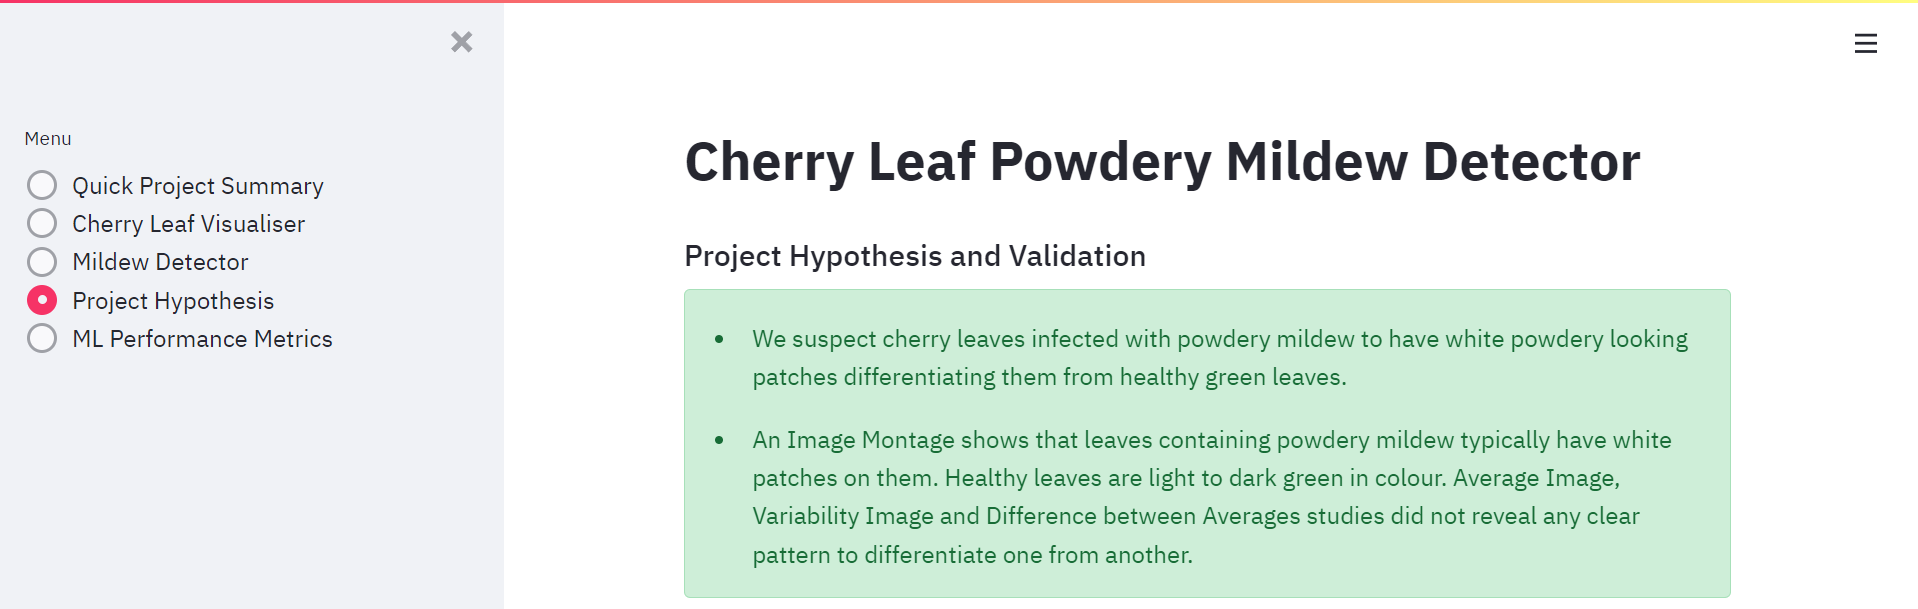 Menu
Quick Project Summary
Cherry Leaf Visualiser
Mildew Detector
Project Hypothesis
ML Performance Metrics
Cherry Leaf Powdery Mildew Detector
Project Hypothesis and Validation
• We suspect cherry leaves infected with powdery mildew to have white powdery looking
patches differentiating them from healthy green leaves.
• An Image Montage shows that leaves containing powdery mildew typically have white
patches on them. Healthy leaves are light to dark green in colour. Average Image,
Variability Image and Difference between Averages studies did not reveal any clear
pattern to differentiate one from another.